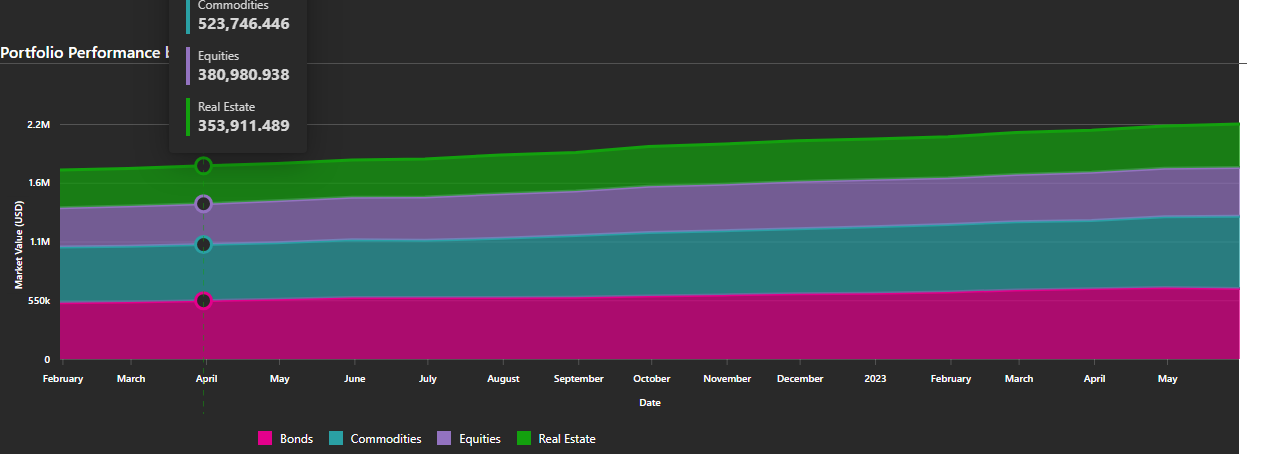 Commodities
523,746.446
Equities
380,980.938
Portfolio Performance
Real Estate
353,911.489
2.2M
1.6M
1.1M
550k
0
Market Value (USD)
February March April May June July August September October November December 2023 February March April May
Date
Bonds Commodities Equities Real Estate